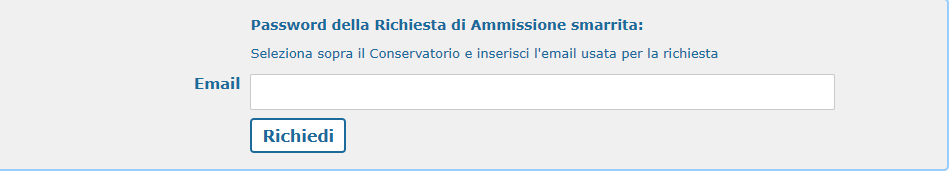 Password della Richiesta di Ammissione smarrita:
Seleziona sopra il Conservatorio e inserisci l'email usata per la richiesta
Email
Richiedi